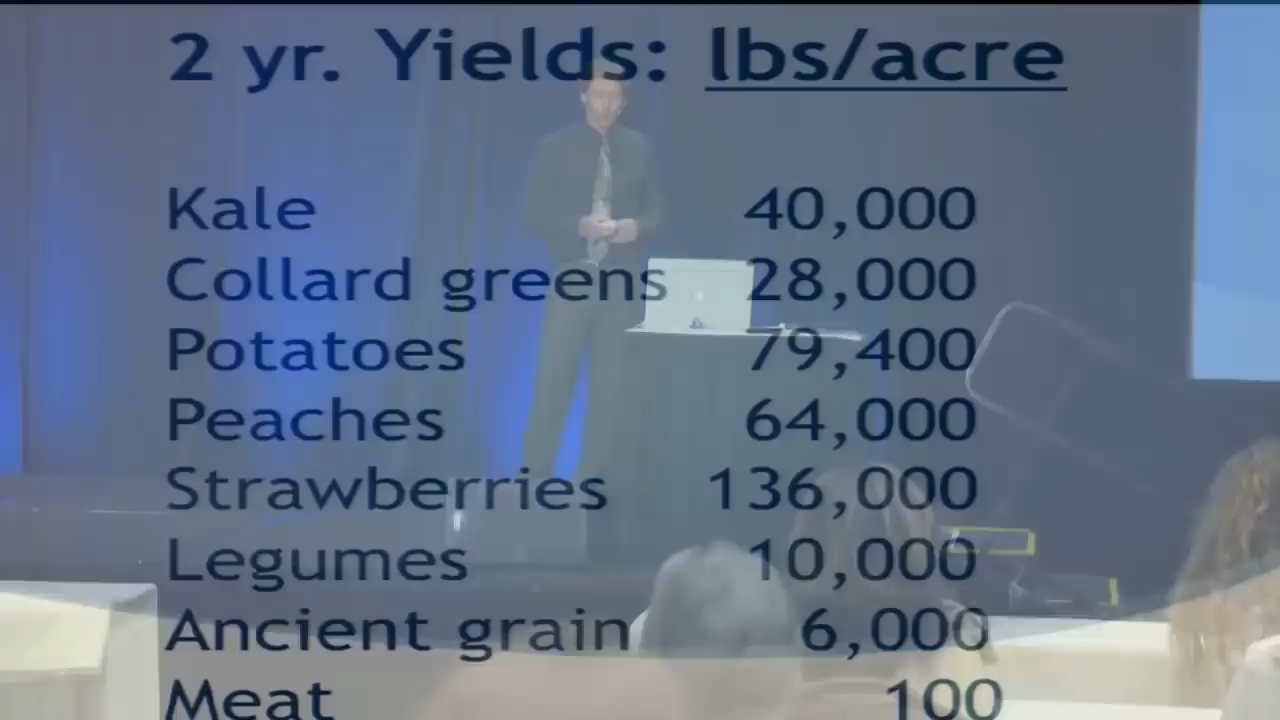 2 yr. Yields: lbs/acre
Kale 40,000
Collard greens 28,000
Potatoes 79,400
Peaches 64,000
Strawberries 136,000
Legumes 10,000
Ancient grain 6,000
Meat 100